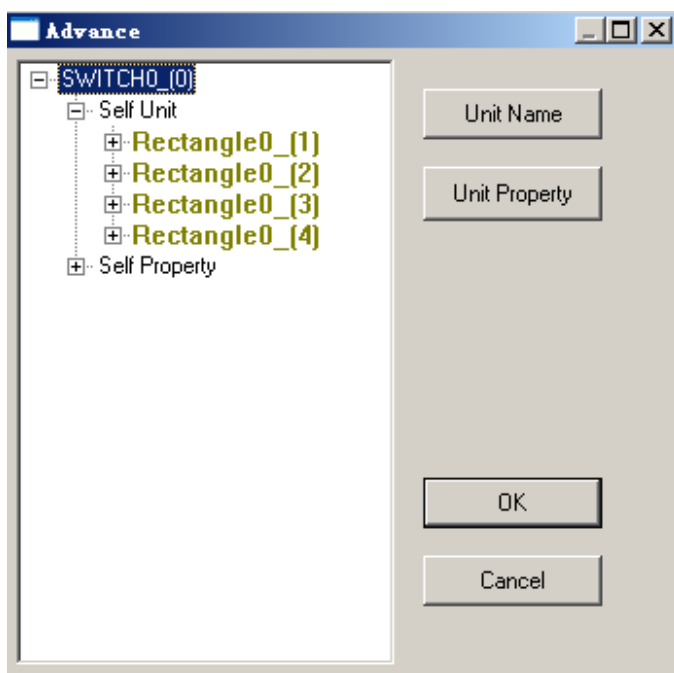 Advance
SWITCH0_(0)
Self Unit
Rectangle0_(1)
Rectangle0_(2)
Rectangle0_(3)
Rectangle0_(4)
Self Property
Unit Name
Unit Property
OK
Cancel